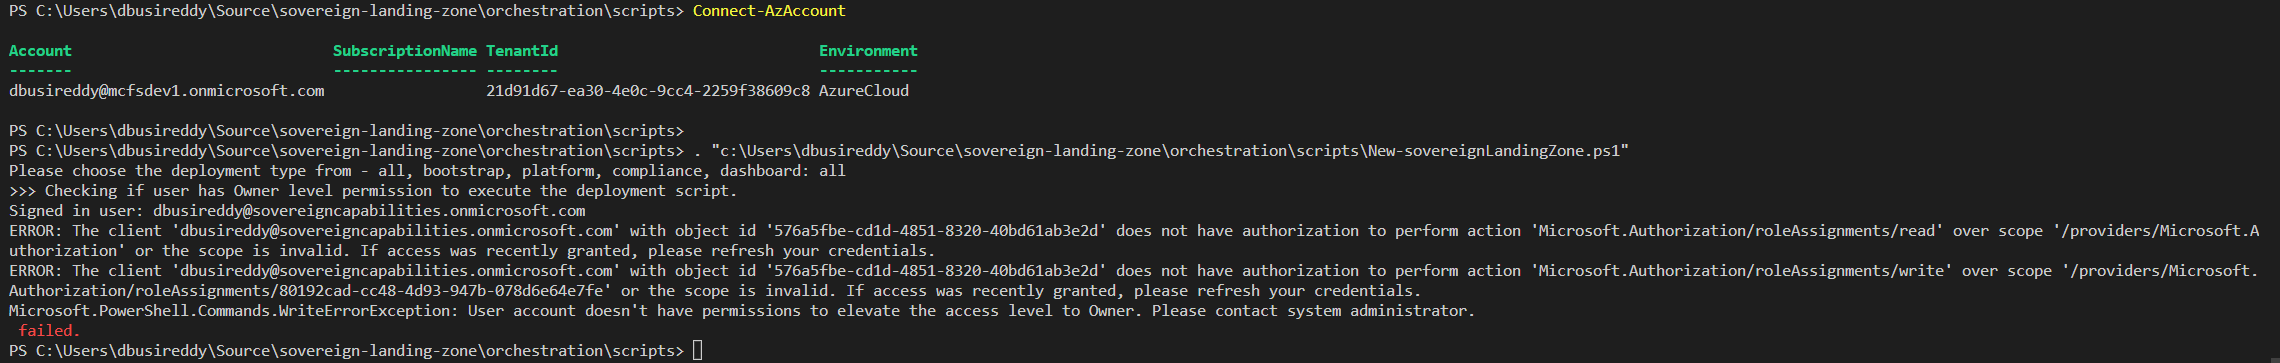 PS C:\Users\dbusireddy\Source\sovereign-landing-zone\orchestration\scripts> Connect-AzAccount
Account SubscriptionName TenantId Environment
------- ---------------- -------- -----------
dbusireddy@mcfsdev1.onmicrosoft.com 21d91d67-ea30-4e0c-9cc4-2259f38609c8 AzureCloud
PS C:\Users\dbusireddy\Source\sovereign-landing-zone\orchestration\scripts>
PS C:\Users\dbusireddy\Source\sovereign-landing-zone\orchestration\scripts> . "c:\Users\dbusireddy\Source\sovereign-landing-zone\orchestration\scripts\New-sovereignLandingZone.ps1"
Please choose the deployment type from - all, bootstrap, platform, compliance, dashboard: all
>>> Checking if user has Owner level permission to execute the deployment script.
Signed in user: dbusireddy@sovereigncapabilities.onmicrosoft.com
ERROR: The client 'dbusireddy@sovereigncapabilities.onmicrosoft.com' with object id '576a5fbe-cd1d-4851-8320-40bd61ab3e2d' does not have authorization to perform action 'Microsoft.Authorization/roleAssignments/read' over scope '/providers/Microsoft.A
uthorization' or the scope is invalid. If access was recently granted, please refresh your credentials.
ERROR: The client 'dbusireddy@sovereigncapabilities.onmicrosoft.com' with object id '576a5fbe-cd1d-4851-8320-40bd61ab3e2d' does not have authorization to perform action 'Microsoft.Authorization/roleAssignments/write' over scope '/providers/Microsoft.
Authorization/roleAssignments/80192cad-cc48-4d93-947b-078d6e64e7fe' or the scope is invalid. If access was recently granted, please refresh your credentials.
Microsoft.PowerShell.Commands.WriteErrorException: User account doesn't have permissions to elevate the access level to Owner. Please contact system administrator.
failed.
PS C:\Users\dbusireddy\Source\sovereign-landing-zone\orchestration\scripts>